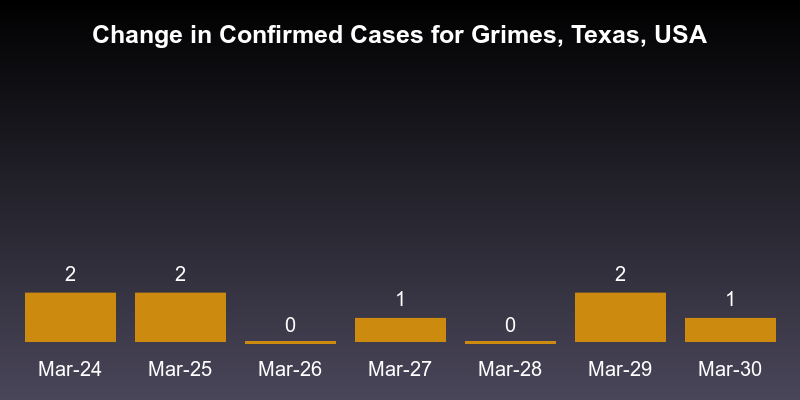 Change in Confirmed Cases for Grimes, Texas, USA
2
2
0
1
0
2
1
Mar-24
Mar-25
Mar-26
Mar-27
Mar-28
Mar-29
Mar-30